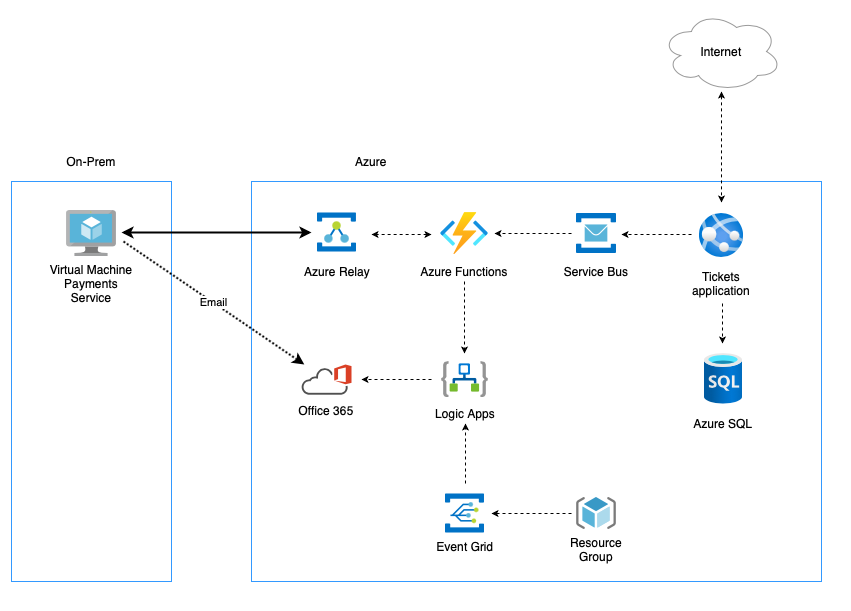 Internet
On-Prem
Azure
Virtual Machine
Payments
Service
Azure Relay
Azure Functions
Service Bus
Tickets
application
Email
Office 365
Logic Apps
SQL
Azure SQL
Event Grid
Resource
Group